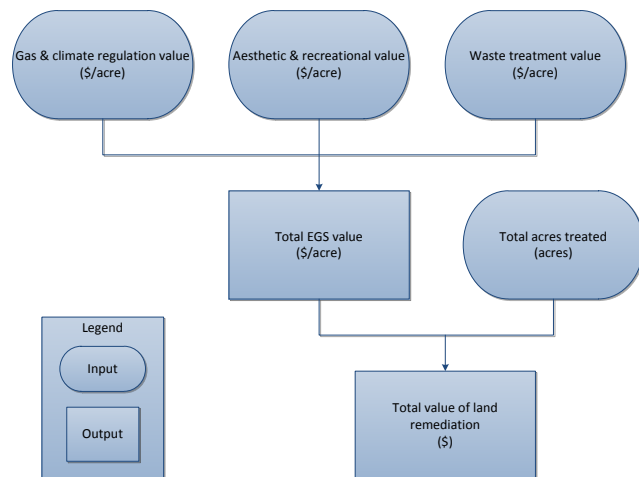 Gas & climate regulation value
($/acre)
Aesthetic & recreational value
($/acre)
Waste treatment value
($/acre)
Total EGS value
($/acre)
Total acres treated
(acres)
Legend
Input
Output
Total value of land
remediation
($)